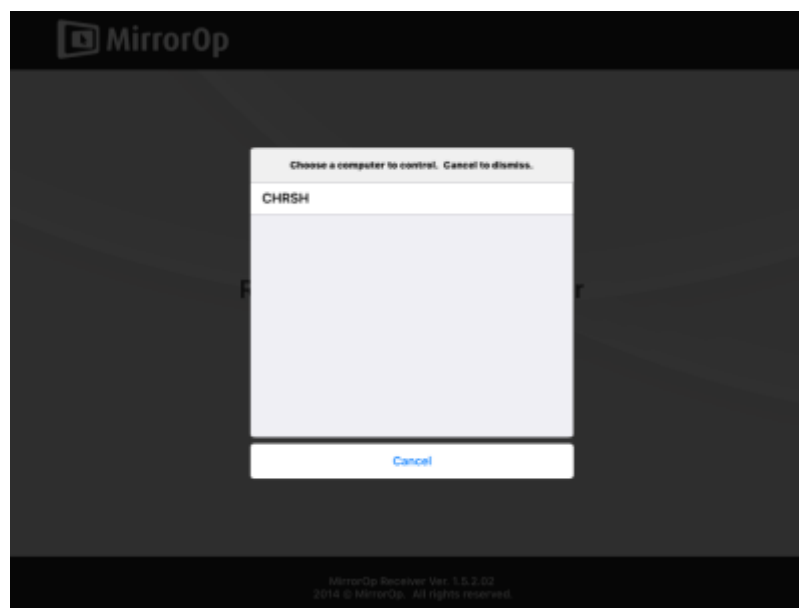 MirrorOp
Choose a computer to control. Cancel to dismiss.
CHRSH
Cancel
MirrorOp Receiver Ver. 1.5.2.02
2014 © MirrorOp. All rights reserved.